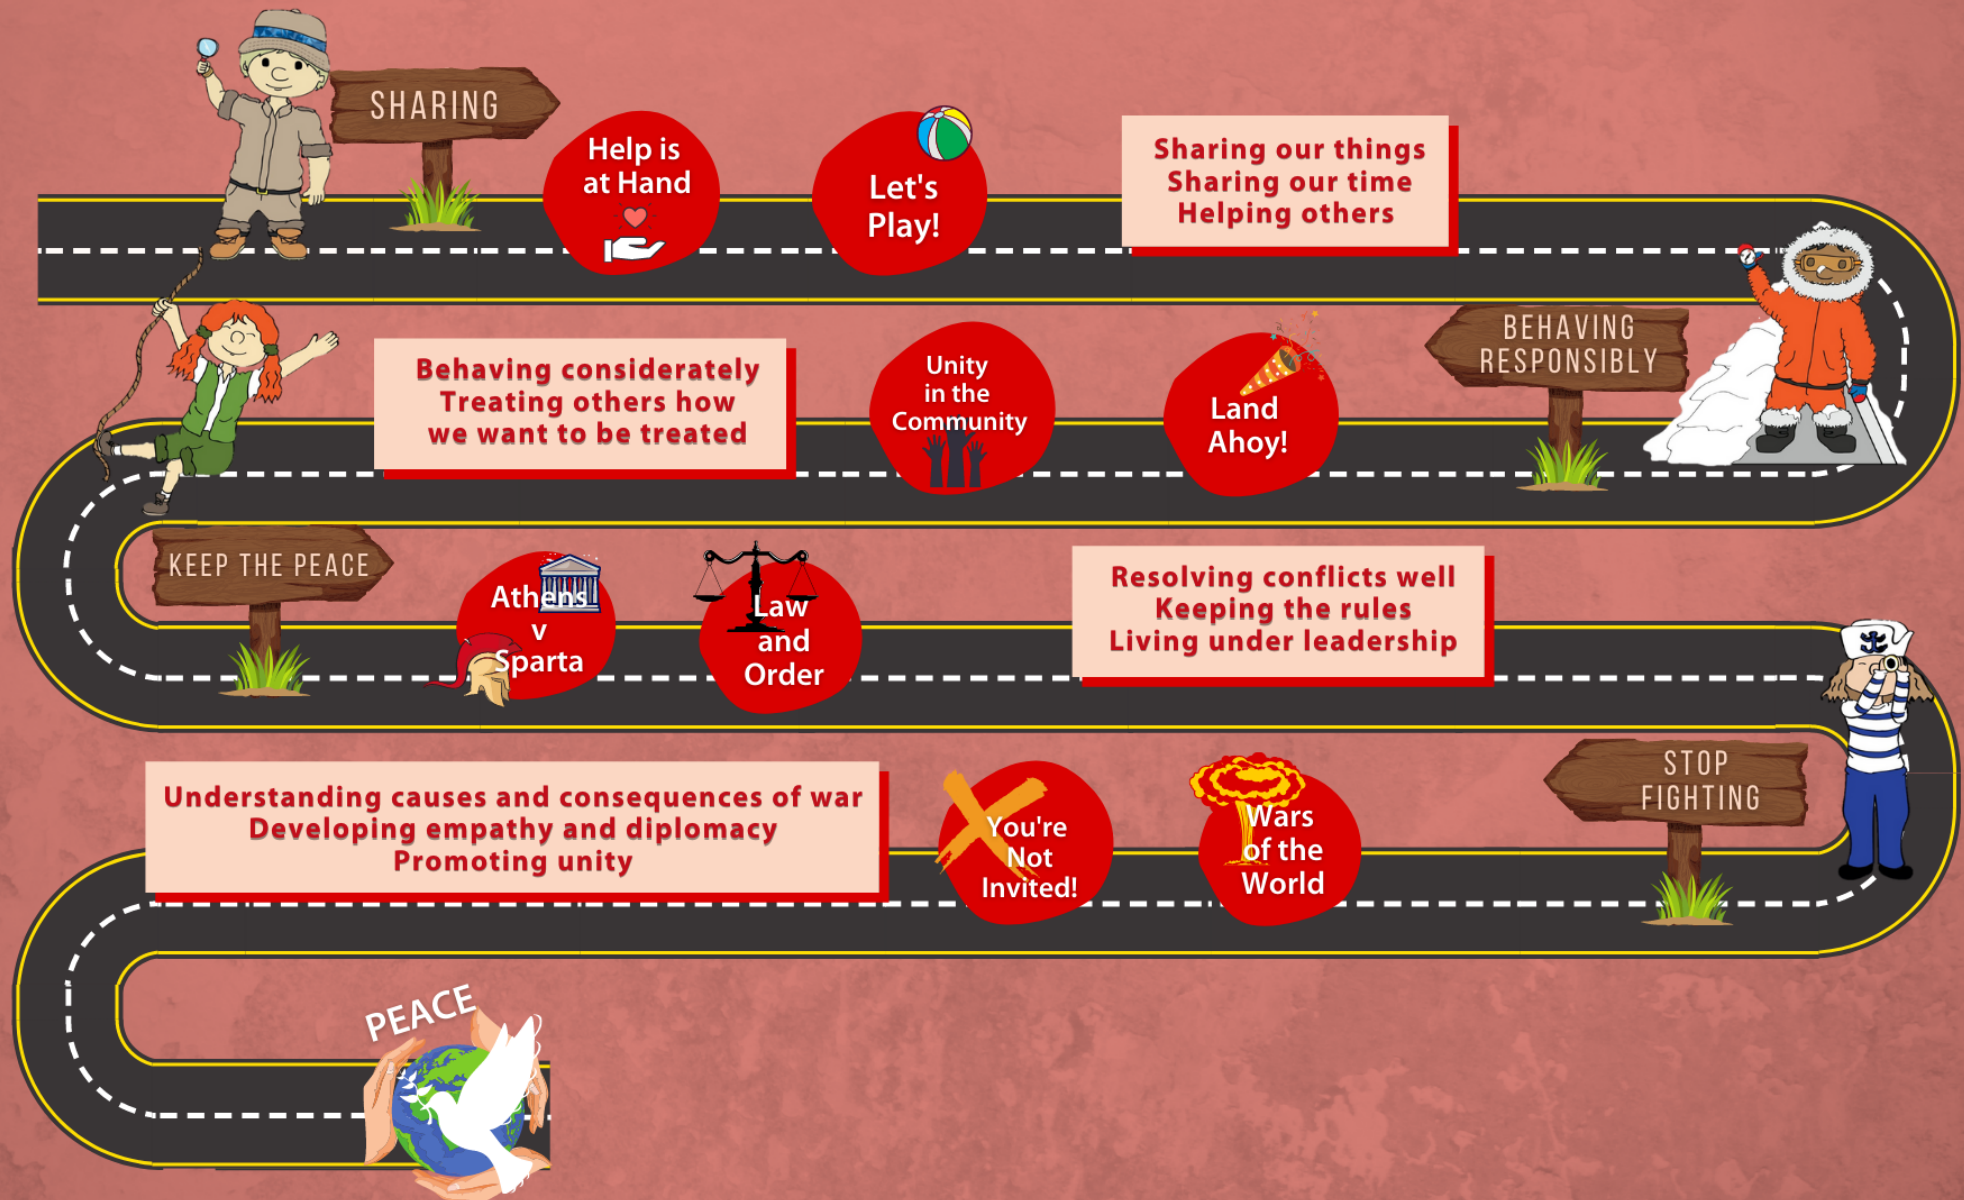 SHARING
Help is
at Hand
Let's
Play!
Sharing our things
Sharing our time
Helping others
BEHAVING
RESPONSIBLY
Land
Ahoy!
Unity
in the
Community
Behaving considerately
Treating others how
we want to be treated
KEEP THE PEACE
Athens
v
Sparta
Law
and
Order
Resolving conflicts well
Keeping the rules
Living under leadership
STOP
FIGHTING
Wars
of the
World
You're
Not
Invited!
Understanding causes and consequences of war
Developing empathy and diplomacy
Promoting unity
PEACE